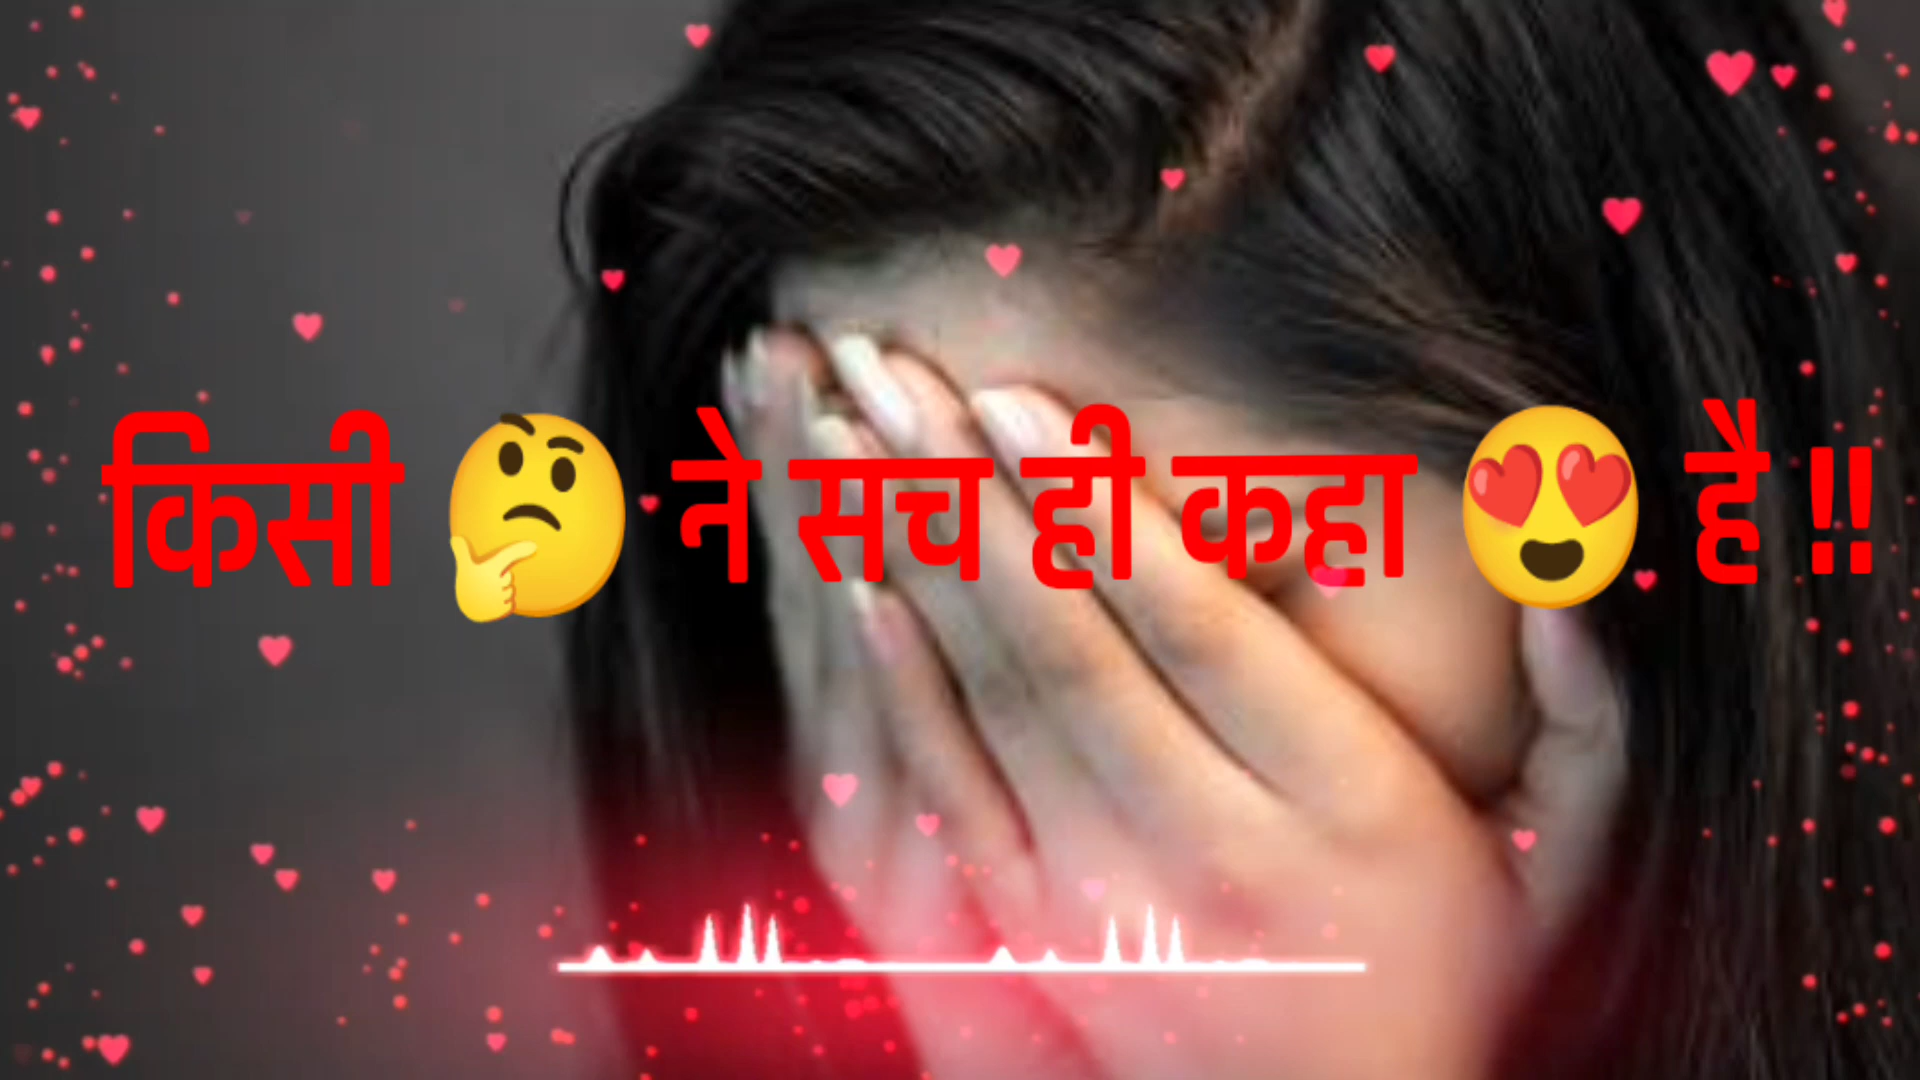 किसी 🤔 ने सच ही कहा 😍 है !!